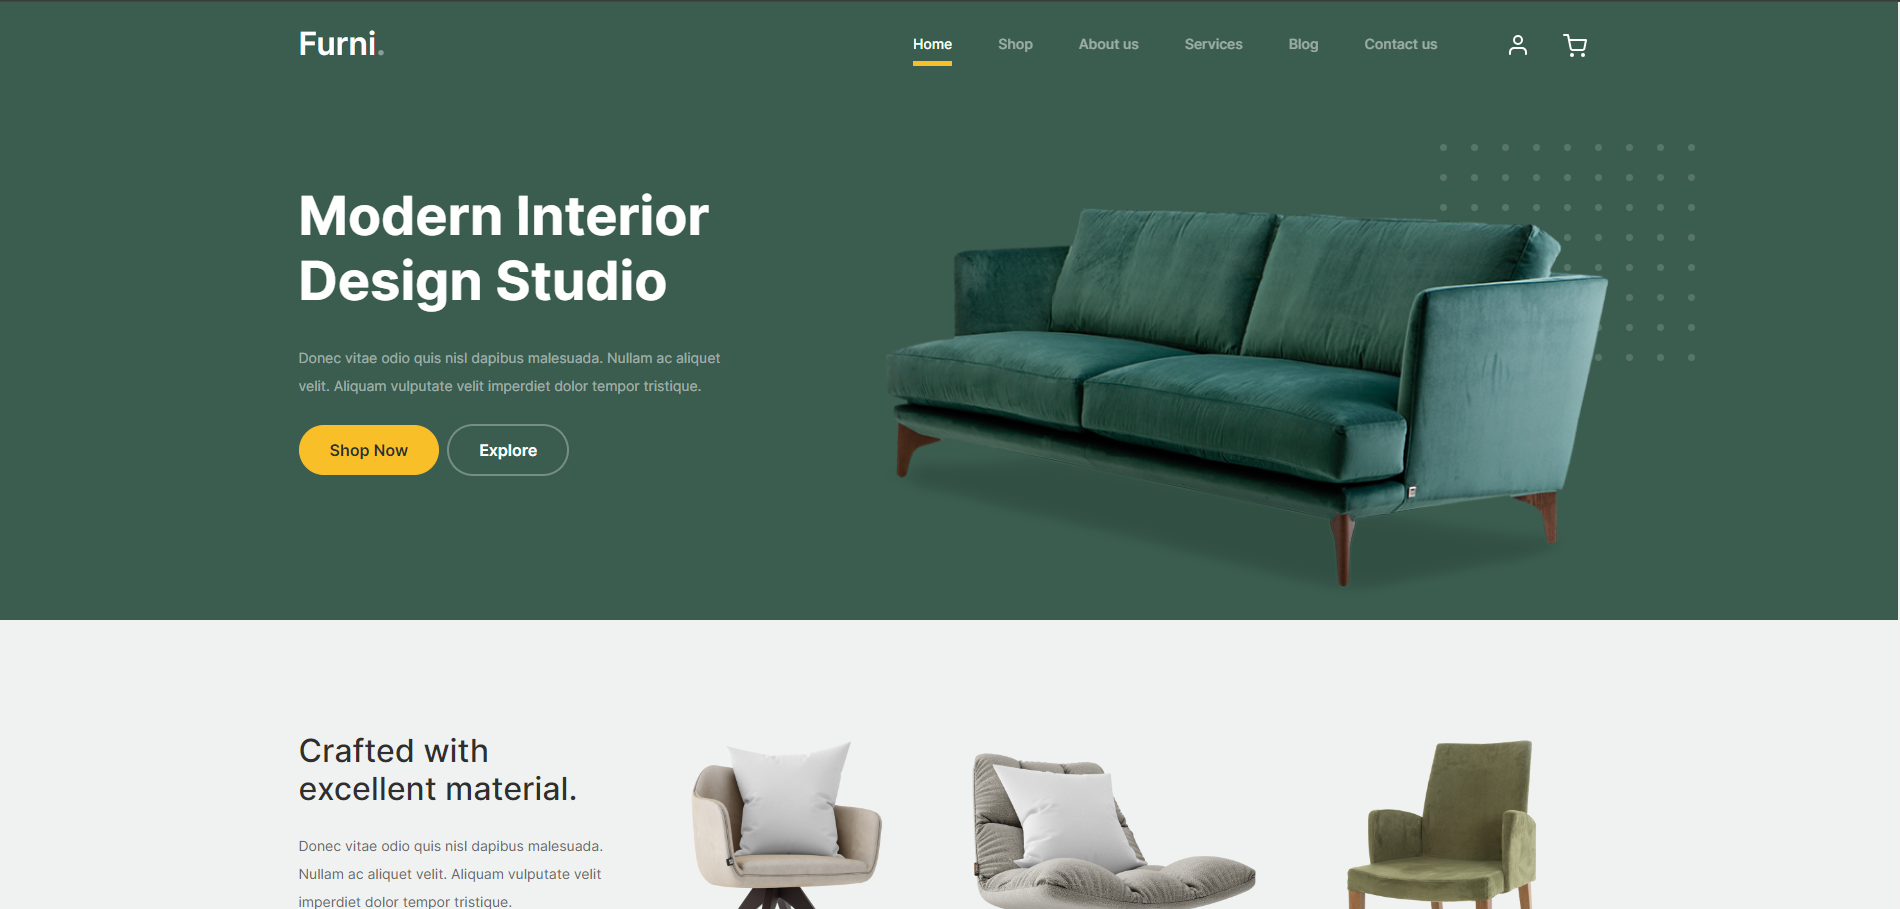 Furni.
Home
Shop
About us
Services
Blog
Contact us
Modern Interior
Design Studio
Donec vitae odio quis nisl dapibus malesuada. Nullam ac aliquet
velit. Aliquam vulputate velit imperdiet dolor tempor tristique.
Shop Now
Explore
Crafted with
excellent material.
Donec vitae odio quis nisl dapibus malesuada.
Nullam ac aliquet velit. Aliquam vulputate velit
imperdiet dolor tempor tristique.